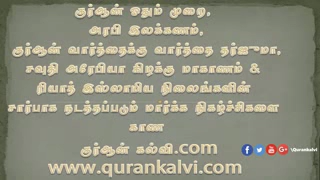 குர்ஆன் ஓதும் முறை,
அரபி இலக்கணம்,
குர்ஆன் வார்த்தைக்கு வார்த்தை தர்ஜுமா,
சவுதி அரேபியா கிழக்கு மாகாணம் &
ரியாத் இஸ்லாமிய நிலையங்களின்
சார்பாக நடத்தப்படும் மார்க்க நிகழ்ச்சிகளை
காண
குர்ஆன் கல்வி.com
www.qurankalvi.com
/Qurankalvi